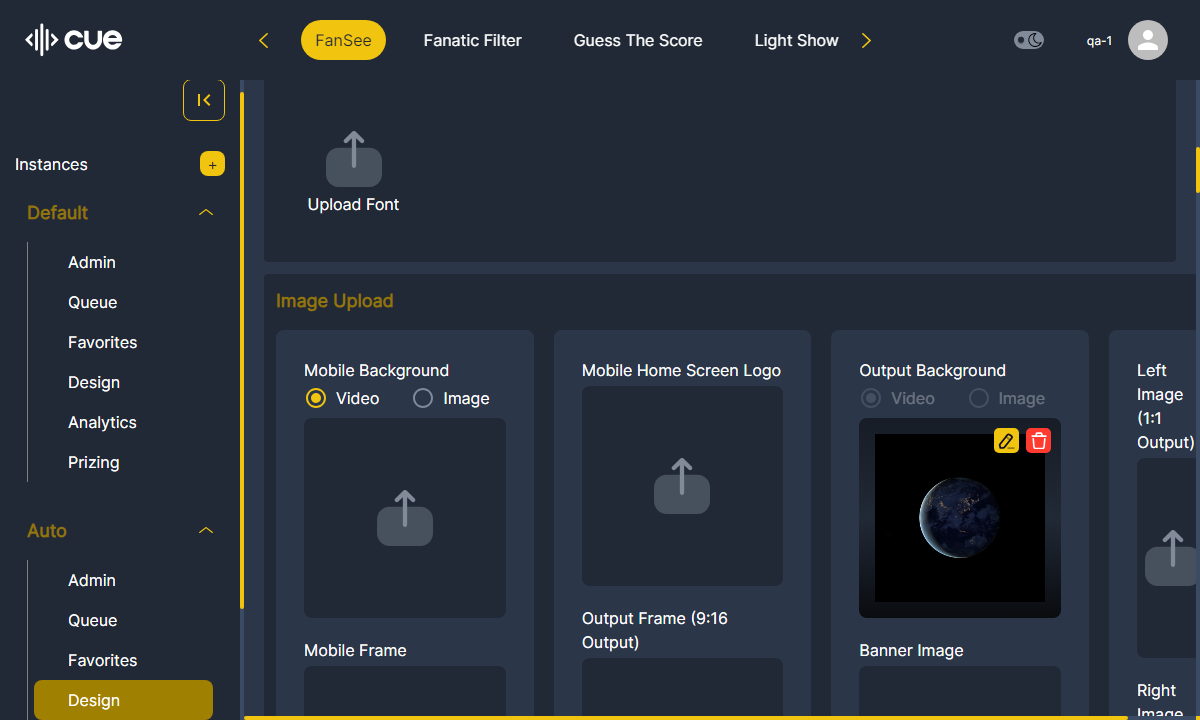 cue
FanSee
Fanatic Filter
Guess The Score
Light Show
qa-1
Instances
+
Default
Admin
Queue
Favorites
Design
Analytics
Prizing
Auto
Admin
Queue
Favorites
Design
Upload Font
Image Upload
Mobile Background
Video
Image
Mobile Frame
Mobile Home Screen Logo
Output Frame (9:16
Output)
Output Background
Video
Image
Banner Image
Left
Image
(1:1
Output)
Right
Image